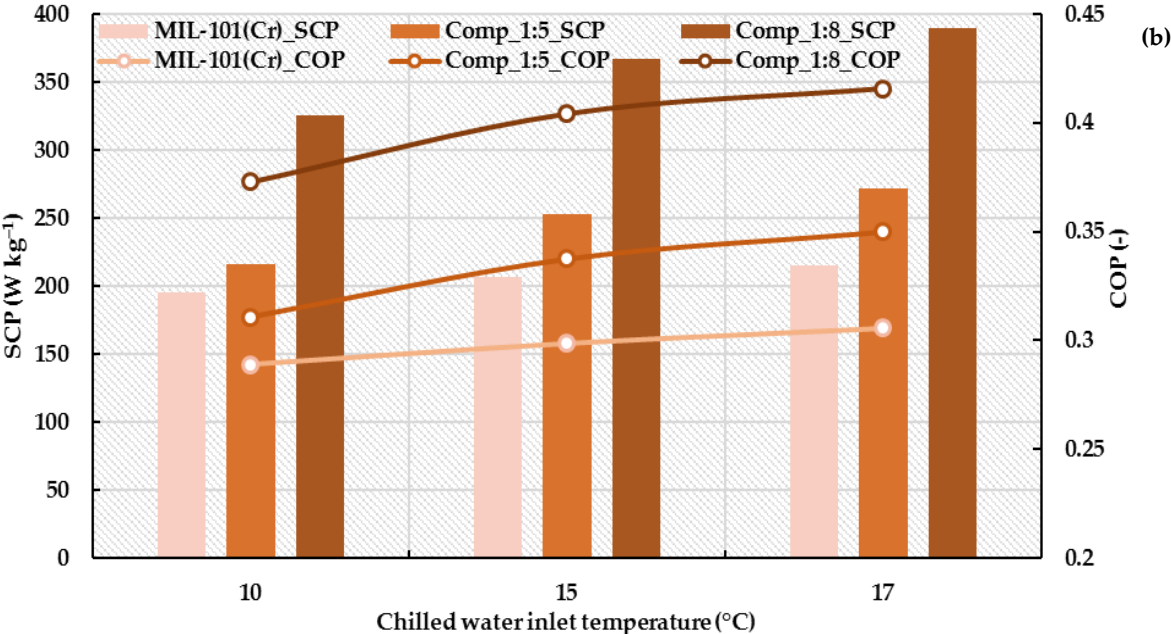 (b)
MIL-101(Cr)_SCP Comp_1:5_SCP Comp_1:8_SCP
MIL-101(Cr)_COP Comp_1:5_COP Comp_1:8_COP
SCP (W kg⁻¹)
400
350
300
250
200
150
100
50
0
0.45
0.4
0.35
0.3
0.25
0.2
COP (-)
10 15 17
Chilled water inlet temperature (°C)